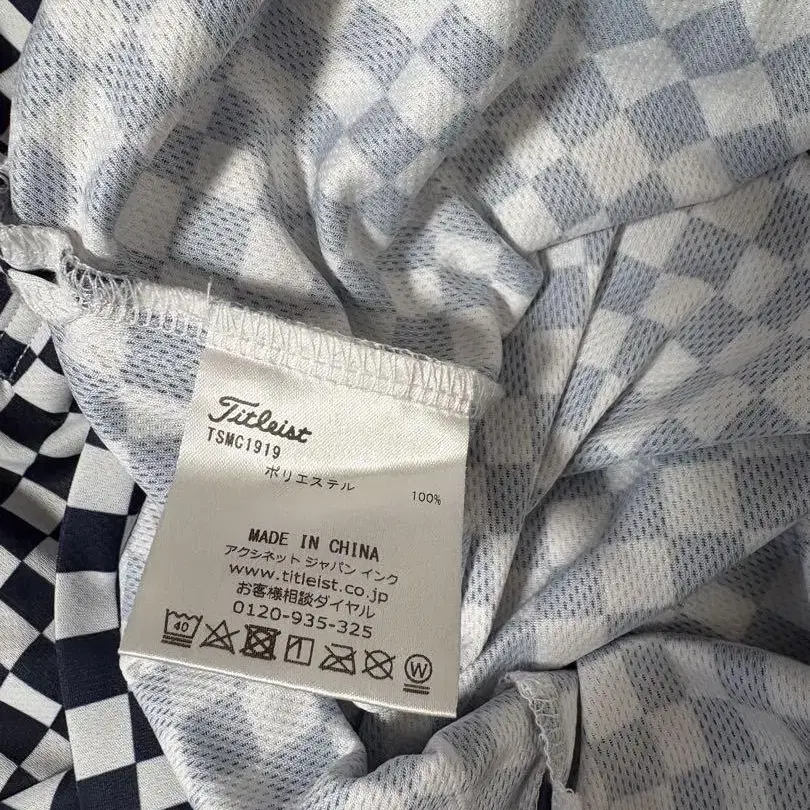 Titleist
TSMC1919
ポリエステル 100%
MADE IN CHINA
アクシネット ジャパン インク
www.titleist.co.jp
お客様相談ダイヤル
0120-935-325
40 W